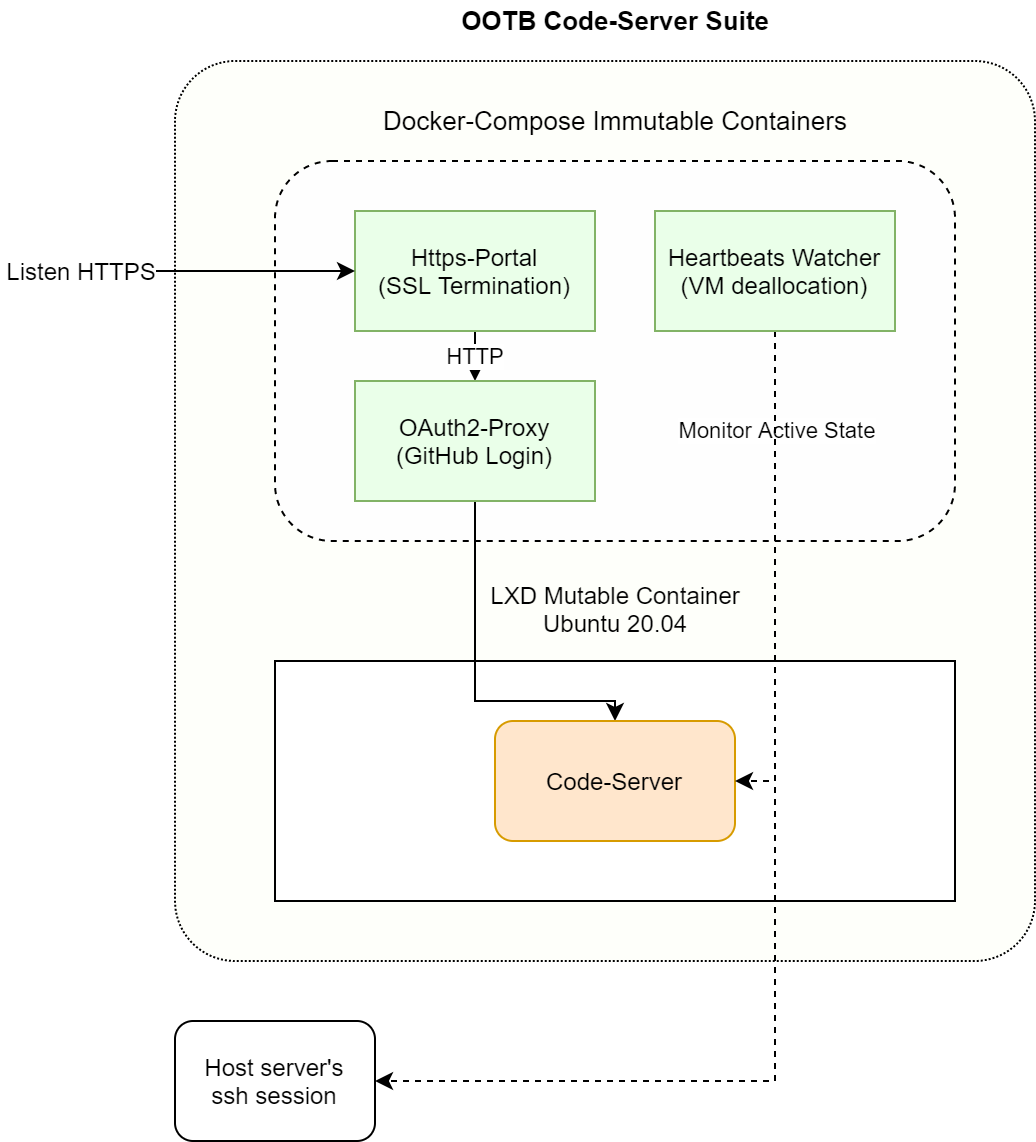 OOTB Code-Server Suite
Docker-Compose Immutable Containers
Listen HTTPS
Https-Portal
(SSL Termination)
Heartbeats Watcher
(VM deallocation)
HTTP
OAuth2-Proxy
(GitHub Login)
Monitor Active State
LXD Mutable Container
Ubuntu 20.04
Code-Server
Host server's
ssh session